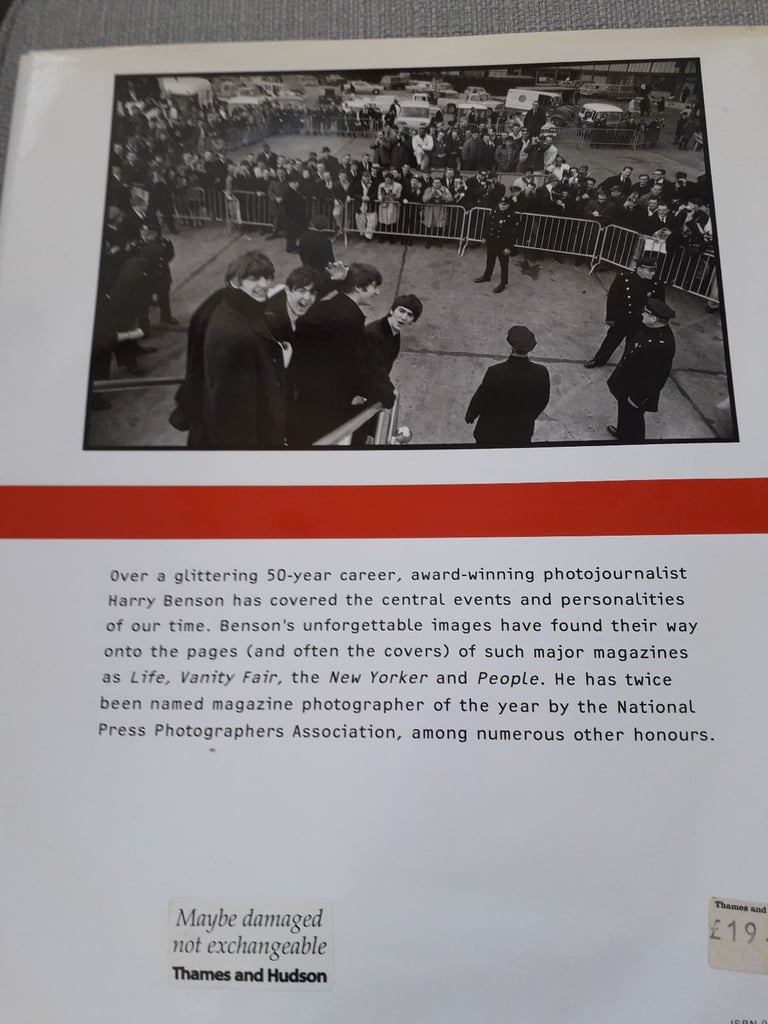 Over a glittering 50-year career, award-winning photojournalist
Harry Benson has covered the central events and personalities
of our time. Benson's unforgettable images have found their way
onto the pages (and often the covers) of such major magazines
as Life, Vanity Fair, the New Yorker and People. He has twice
been named magazine photographer of the year by the National
Press Photographers Association, among numerous other honours.
Maybe damaged
not exchangeable
Thames and Hudson
Thames and
£19.
ISBN 0